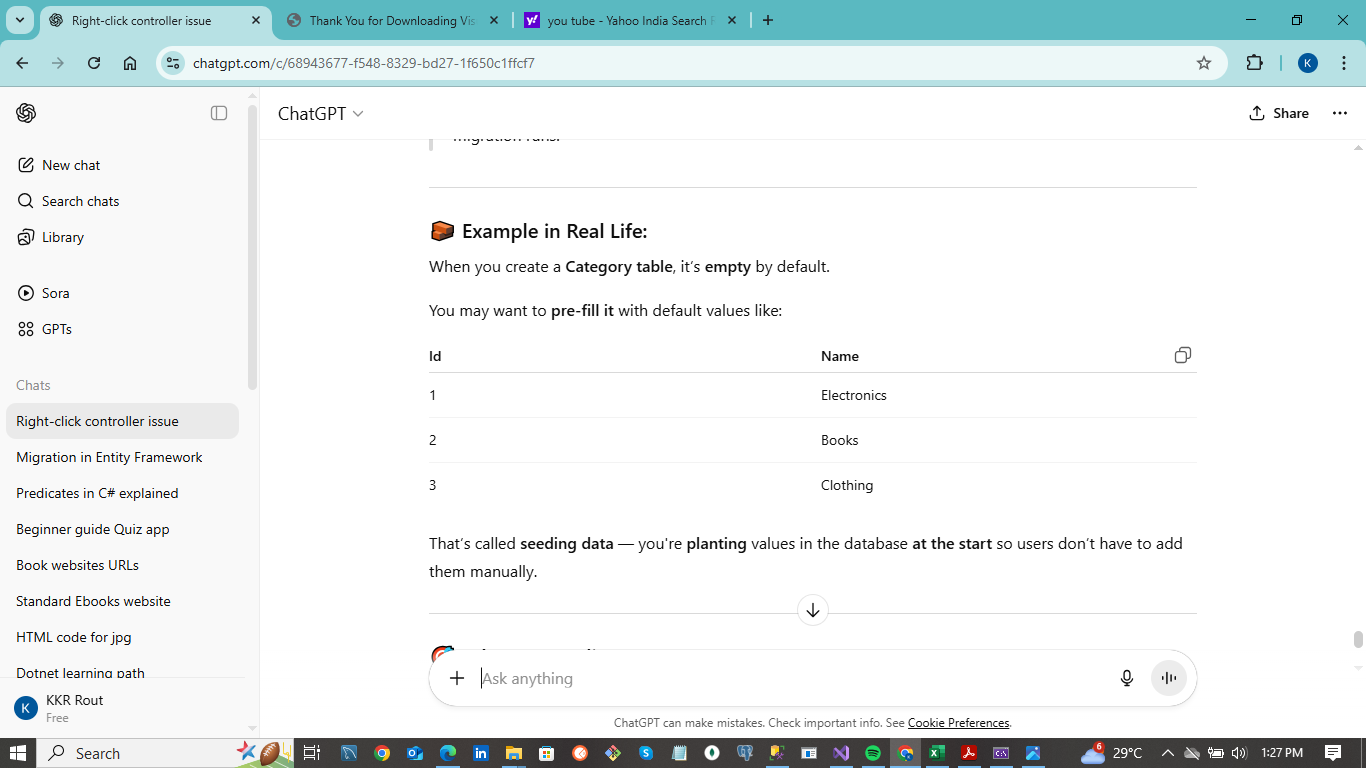 Right-click controller issue
Thank You for Downloading Vis
you tube - Yahoo India Search
chatgpt.com/c/68943677-f548-8329-bd27-1f650c1ffcf7
K
ChatGPT
Share
New chat
Search chats
Library
Sora
GPTs
Chats
Right-click controller issue
Migration in Entity Framework
Predicates in C# explained
Beginner guide Quiz app
Book websites URLs
Standard Ebooks website
HTML code for jpg
Dotnet learning path
K
KKR Rout
Free
migration runs.
Example in Real Life:
When you create a Category table, it's empty by default.
You may want to pre-fill it with default values like:
Id Name
1 Electronics
2 Books
3 Clothing
That's called seeding data — you're planting values in the database at the start so users don't have to add
them manually.
Ask anything
ChatGPT can make mistakes. Check important info. See Cookie Preferences.
Search
6
29°C
1:27 PM